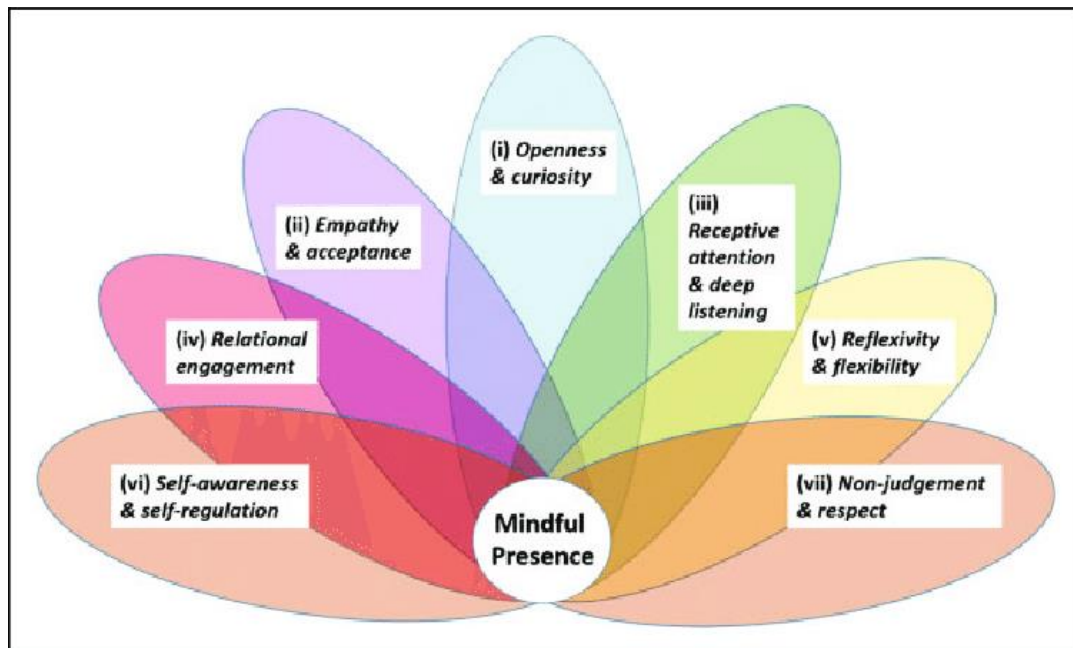 (i) Openness
& curiosity
(ii) Empathy
& acceptance
(iii)
Receptive
attention
& deep
listening
(iv) Relational
engagement
(v) Reflexivity
& flexibility
(vi) Self-awareness
& self-regulation
(vii) Non-judgement
& respect
Mindful
Presence